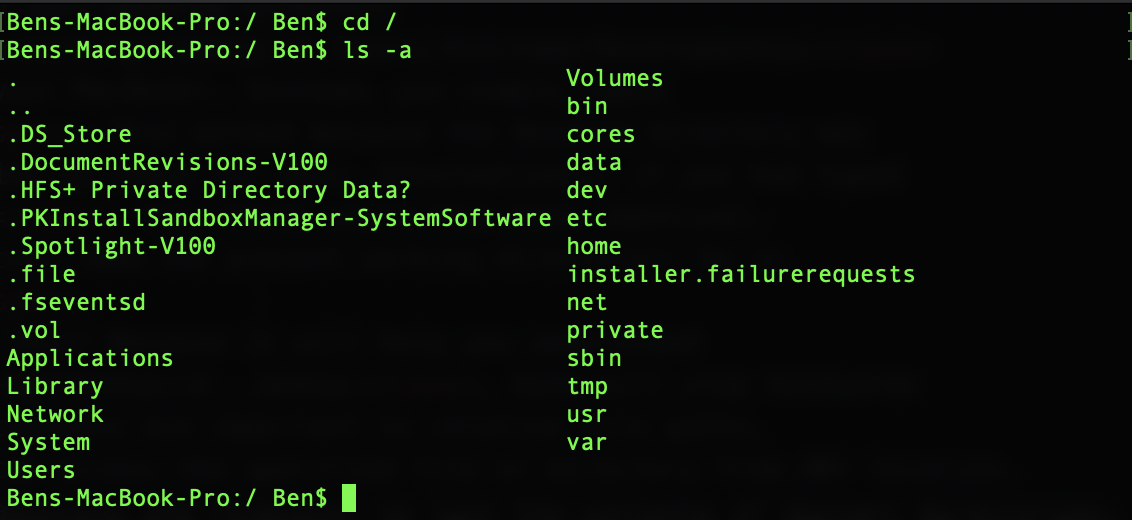 [Bens-MacBook-Pro:/ Ben$ cd / ]
[Bens-MacBook-Pro:/ Ben$ ls -a ]
. Volumes
.. bin
.DS_Store cores
.DocumentRevisions-V100 data
.HFS+ Private Directory Data? dev
.PKInstallSandboxManager-SystemSoftware etc
.Spotlight-V100 home
.file installer.failurerequests
.fseventsd net
.vol private
Applications sbin
Library tmp
Network usr
System var
Users
Bens-MacBook-Pro:/ Ben$